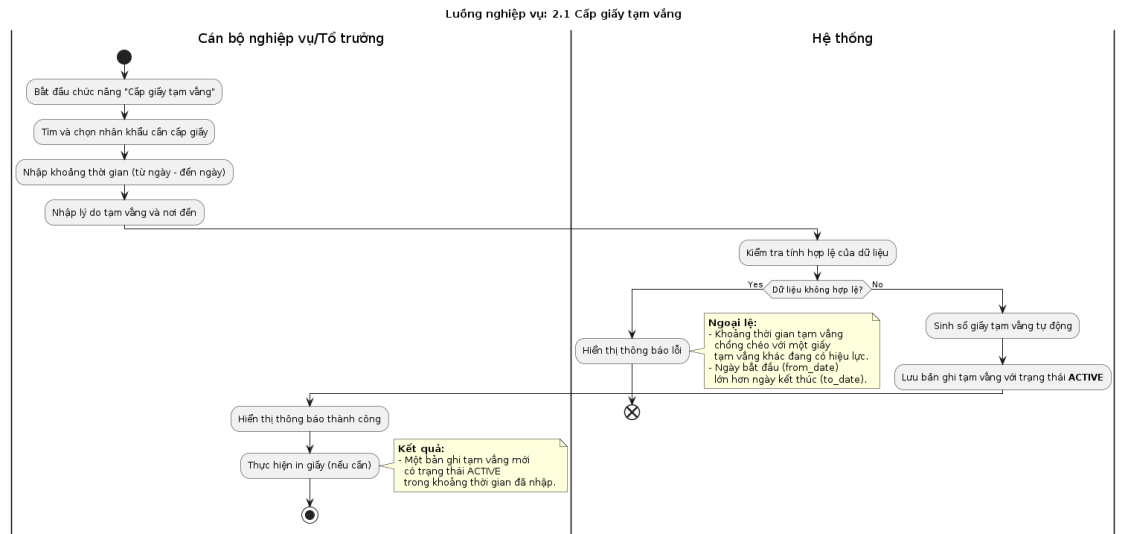 Luồng nghiệp vụ: 2.1 Cấp giấy tạm vắng
Cán bộ nghiệp vụ/Tổ trưởng
Hệ thống
Bắt đầu chức năng "Cấp giấy tạm vắng"
Tìm và chọn nhân khẩu cần cấp giấy
Nhập khoảng thời gian (từ ngày - đến ngày)
Nhập lý do tạm vắng và nơi đến
Kiểm tra tính hợp lệ của dữ liệu
Yes
Dữ liệu không hợp lệ?
No
Hiển thị thông báo lỗi
Ngoại lệ:
- Khoảng thời gian tạm vắng
chồng chéo với một giấy
tạm vắng khác đang có hiệu lực.
- Ngày bắt đầu (from_date)
lớn hơn ngày kết thúc (to_date).
Sinh số giấy tạm vắng tự động
Lưu bản ghi tạm vắng với trạng thái ACTIVE
Hiển thị thông báo thành công
Thực hiện in giấy (nếu cần)
Kết quả:
- Một bản ghi tạm vắng mới
có trạng thái ACTIVE
trong khoảng thời gian đã nhập.